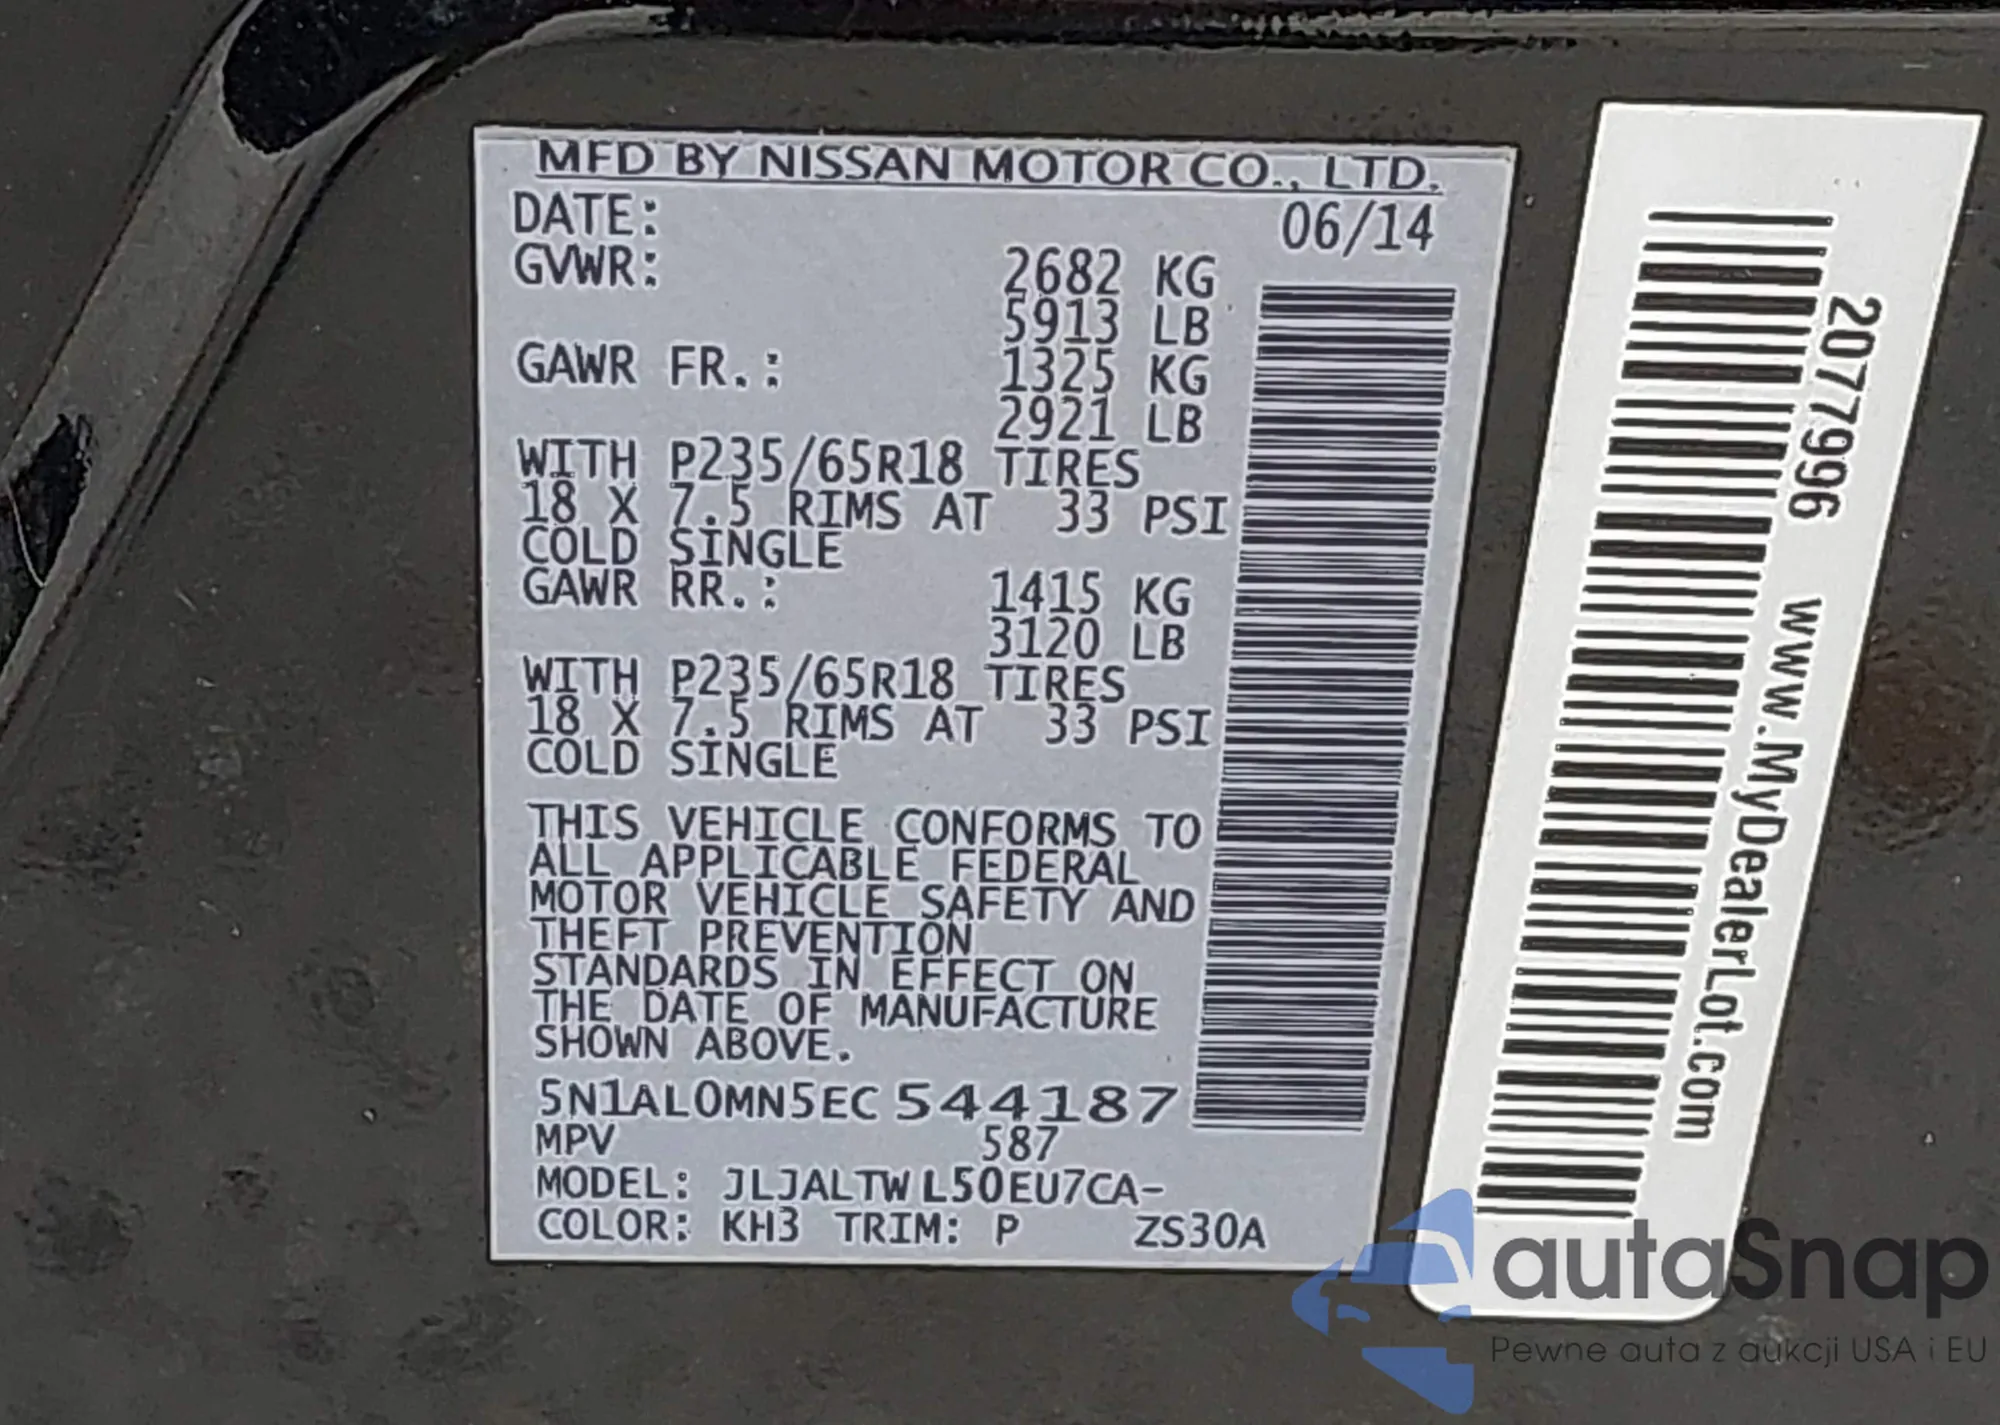 MFD BY NISSAN MOTOR CO., LTD.
DATE: 06/14
GVWR: 2682 KG
5913 LB
GAWR FR.: 1325 KG
2921 LB
WITH P235/65R18 TIRES
18 X 7.5 RIMS AT 33 PSI
COLD SINGLE
GAWR RR.: 1415 KG
3120 LB
WITH P235/65R18 TIRES
18 X 7.5 RIMS AT 33 PSI
COLD SINGLE
THIS VEHICLE CONFORMS TO
ALL APPLICABLE FEDERAL
MOTOR VEHICLE SAFETY AND
THEFT PREVENTION
STANDARDS IN EFFECT ON
THE DATE OF MANUFACTURE
SHOWN ABOVE.
5N1AL0MN5EC544187
MPV 587
MODEL: JLJALTWL50EU7CA-
COLOR: KH3 TRIM: P ZS30A
2077996 www.MyDealerLot.com
autaSnap
Pewne auta z aukcji USA i EU